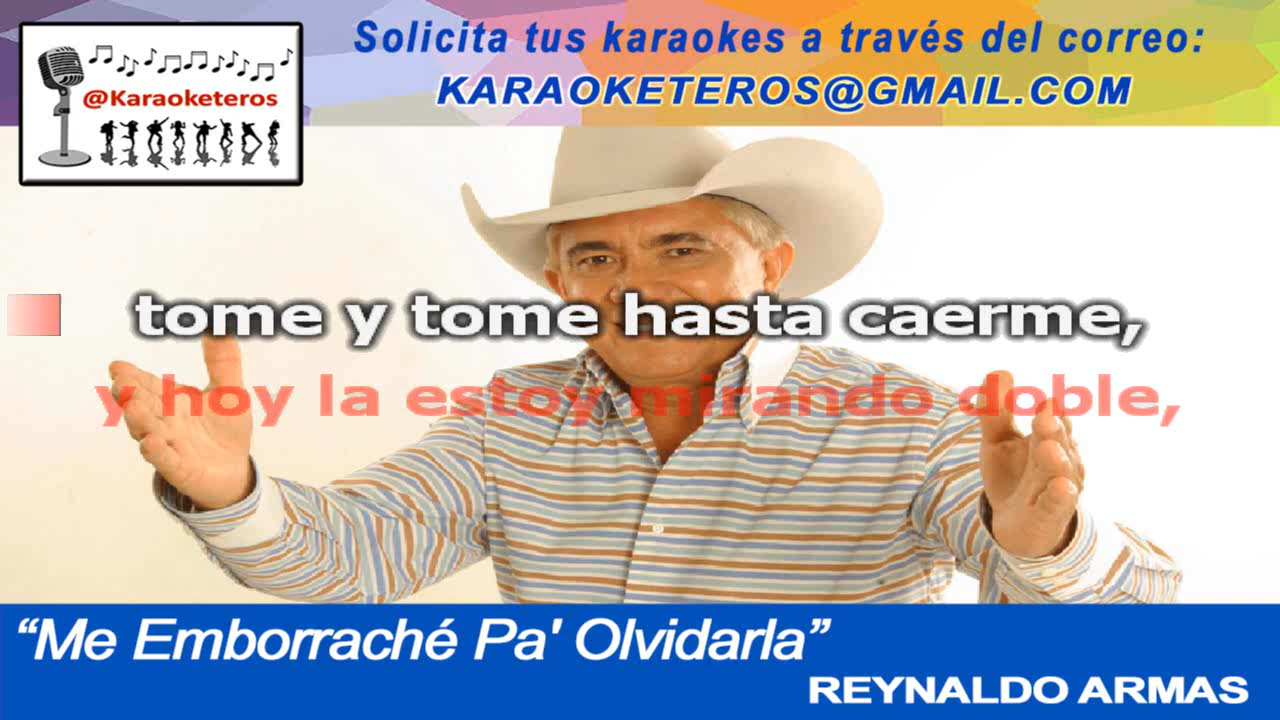 Solicita tus karaokes a través del correo:
KARAOKETEROS@GMAIL.COM
@Karaoketeros
tome y tome hasta caerme,
y hoy la estoy mirando doble,
“Me Emborraché Pa' Olvidarla”
REYNALDO ARMAS